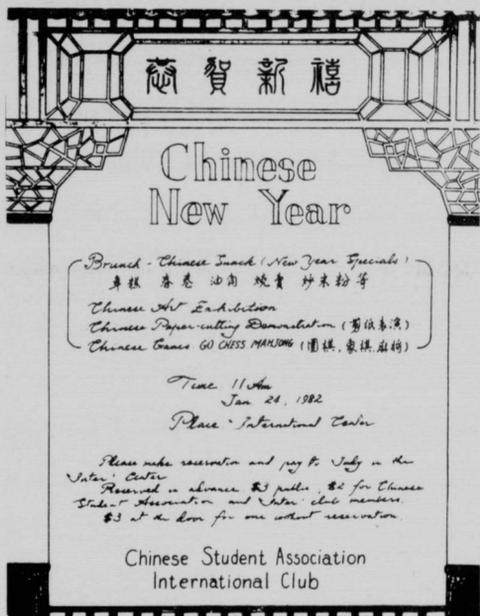 恭賀新禧
Chinese
New Year
Brunch - Chinese Snack (New Year Specials)
春卷 油角 燒賣 炒米粉 等
Chinese Art Exhibition
Chinese Paper-cutting Demonstration (剪紙表演)
Chinese Games. GO CHESS, MAHJONG (圍棋, 象棋, 麻將)
Time 11 Am
Jan 24, 1982
Place - International Center
Please make reservation and pay to Judy in the
'Inter' Center
Reserved in advance $3 public, $2 for Chinese
Student Association and 'Inter' club members.
$3 at the door for one without reservation.
Chinese Student Association
International Club